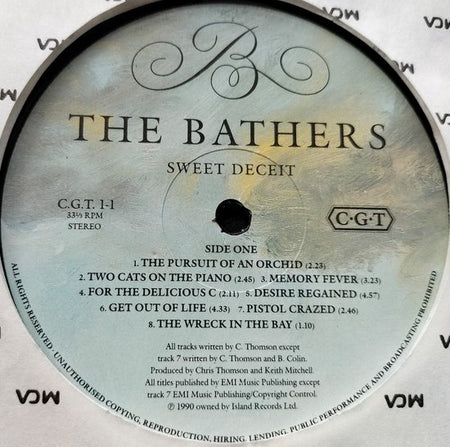 B
THE BATHERS
SWEET DECEIT
C.G.T. 1-1
33⅓ RPM
STEREO
C·G·T
SIDE ONE
1. THE PURSUIT OF AN ORCHID (2.23)
2. TWO CATS ON THE PIANO (2.45) 3. MEMORY FEVER (3.23)
4. FOR THE DELICIOUS C (2.11) 5. DESIRE REGAINED (4.57)
6. GET OUT OF LIFE (4.33) 7. PISTOL CRAZED (2.46)
8. THE WRECK IN THE BAY (1.10)
All tracks written by C. Thomson except
track 7 written by C. Thomson and B. Colin.
Produced by Chris Thomson and Keith Mitchell.
All titles published by EMI Music Publishing except
track 7 EMI Music Publishing/Copyright Control.
℗ 1990 owned by Island Records Ltd.
ALL RIGHTS RESERVED · UNAUTHORISED COPYING, REPRODUCTION, HIRING, LENDING, PUBLIC PERFORMANCE AND BROADCASTING PROHIBITED
MCA
MCA
MCA
MCA
MCA
MCA
MCA